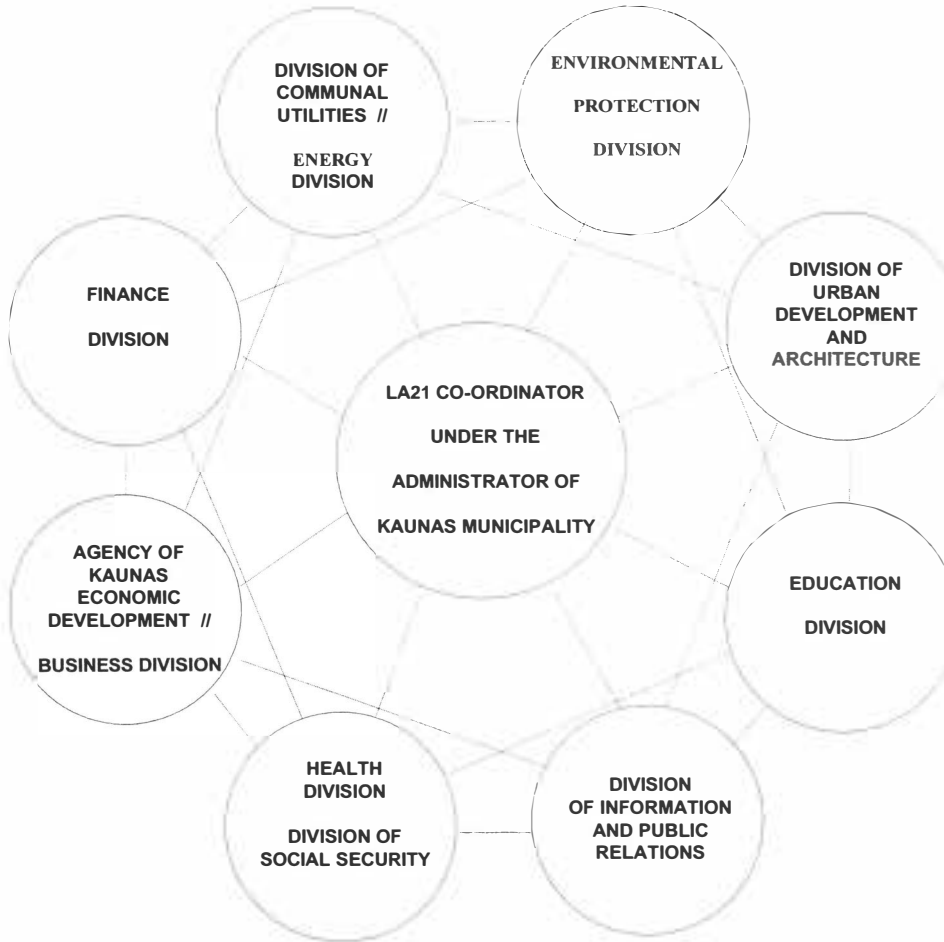 DIVISION OF
COMMUNAL
UTILITIES //
ENERGY
DIVISION
ENVIRONMENTAL
PROTECTION
DIVISION
FINANCE
DIVISION
DIVISION OF
URBAN
DEVELOPMENT
AND
ARCHITECTURE
LA21 CO-ORDINATOR
UNDER THE
ADMINISTRATOR OF
KAUNAS MUNICIPALITY
AGENCY OF
KAUNAS
ECONOMIC
DEVELOPMENT //
BUSINESS DIVISION
EDUCATION
DIVISION
HEALTH
DIVISION
DIVISION OF
SOCIAL SECURITY
DIVISION
OF INFORMATION
AND PUBLIC
RELATIONS